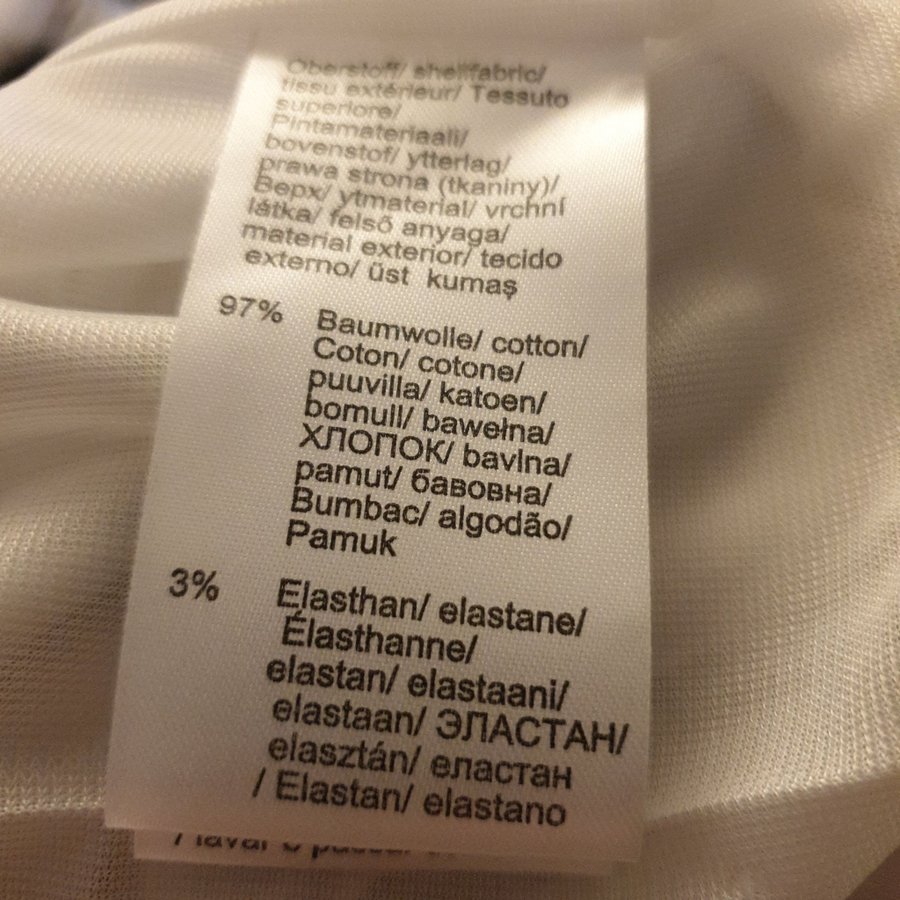 Oberstoff/ shellfabric/
tissu extérieur/ Tessuto
superiore/
Pintamateriaali/
bovenstof/ ytterlag/
prawa strona (tkaniny)/
Верх/ ytmaterial/ vrchní
látka/ felső anyaga/
material exterior/ tecido
externo/ üst kumaş
97% Baumwolle/ cotton/
Coton/ cotone/
puuvilla/ katoen/
bomull/ bawełna/
ХЛОПОК/ bavlna/
pamut/ бавовна/
Bumbac/ algodão/
Pamuk
3% Elasthan/ elastane/
Élasthanne/
elastan/ elastaani/
elastaan/ ЭЛАСТАН/
elasztán/ еластан
/ Elastan/ elastano